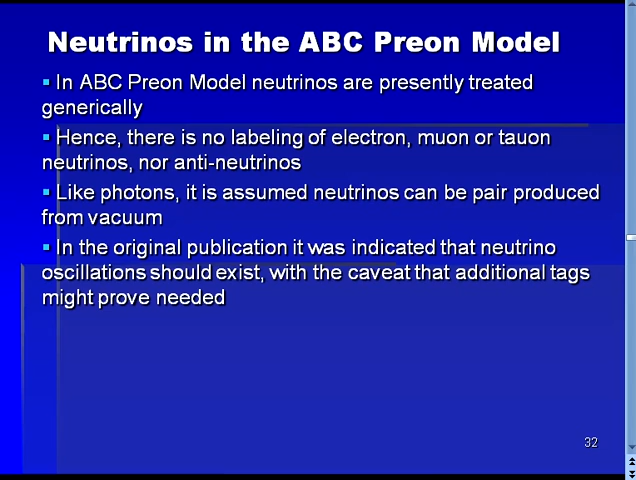 Neutrinos in the ABC Preon Model
▪ In ABC Preon Model neutrinos are presently treated
generically
▪ Hence, there is no labeling of electron, muon or tauon
neutrinos, nor anti-neutrinos
▪ Like photons, it is assumed neutrinos can be pair produced
from vacuum
▪ In the original publication it was indicated that neutrino
oscillations should exist, with the caveat that additional tags
might prove needed
32